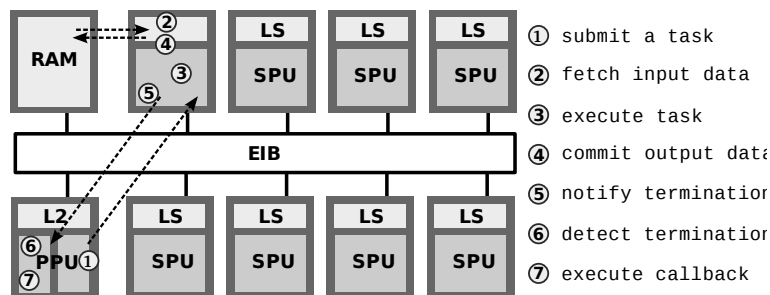 ②
LS LS LS ① submit a task
④
RAM
③ SPU SPU SPU ② fetch input data
⑤
③ execute task
EIB ④ commit output data
⑤ notify termination
L2 LS LS LS LS
⑥ ⑥ detect termination
PPU ① SPU SPU SPU SPU
⑦ ⑦ execute callback